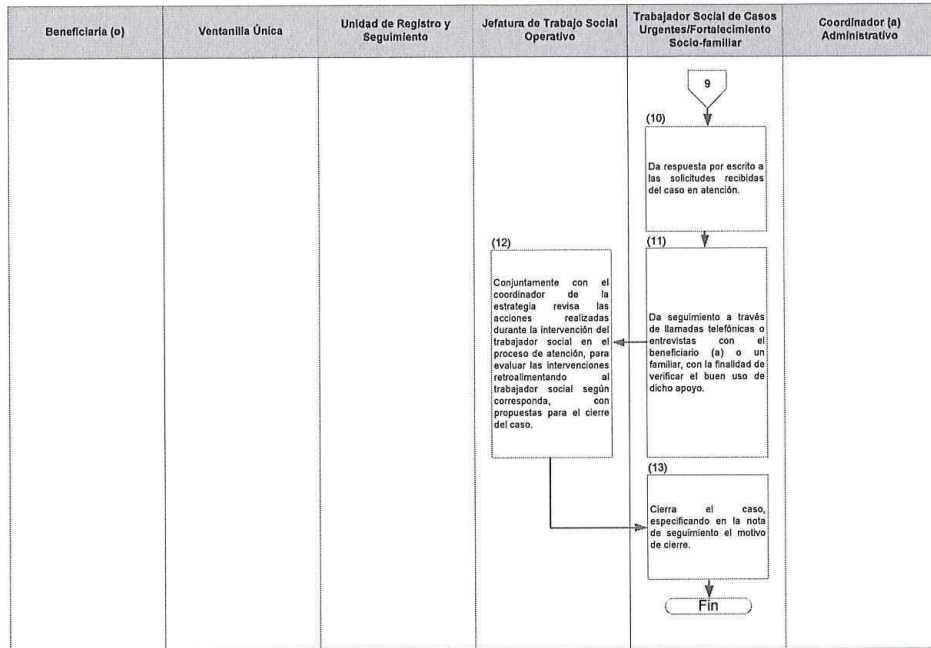 Beneficiaria (o)
Ventanilla Única
Unidad de Registro y
Seguimiento
Jefatura de Trabajo Social
Operativo
Trabajador Social de Casos
Urgentes/Fortalecimiento
Socio-familiar
Coordinador (a)
Administrativo
9
(10)
Da respuesta por escrito a
las solicitudes recibidas
del caso en atención.
(11)
Da seguimiento a través
de llamadas telefónicas o
entrevistas con el
beneficiario (a) o un
familiar, con la finalidad de
verificar el buen uso de
dicho apoyo.
(12)
Conjuntamente con el
coordinador de la
estrategia revisa las
acciones realizadas
durante la intervención del
trabajador social en el
proceso de atención, para
evaluar las intervenciones
retroalimentando al
trabajador social según
corresponda, con
propuestas para el cierre
del caso.
(13)
Cierra el caso,
especificando en la nota
de seguimiento el motivo
de cierre.
Fin